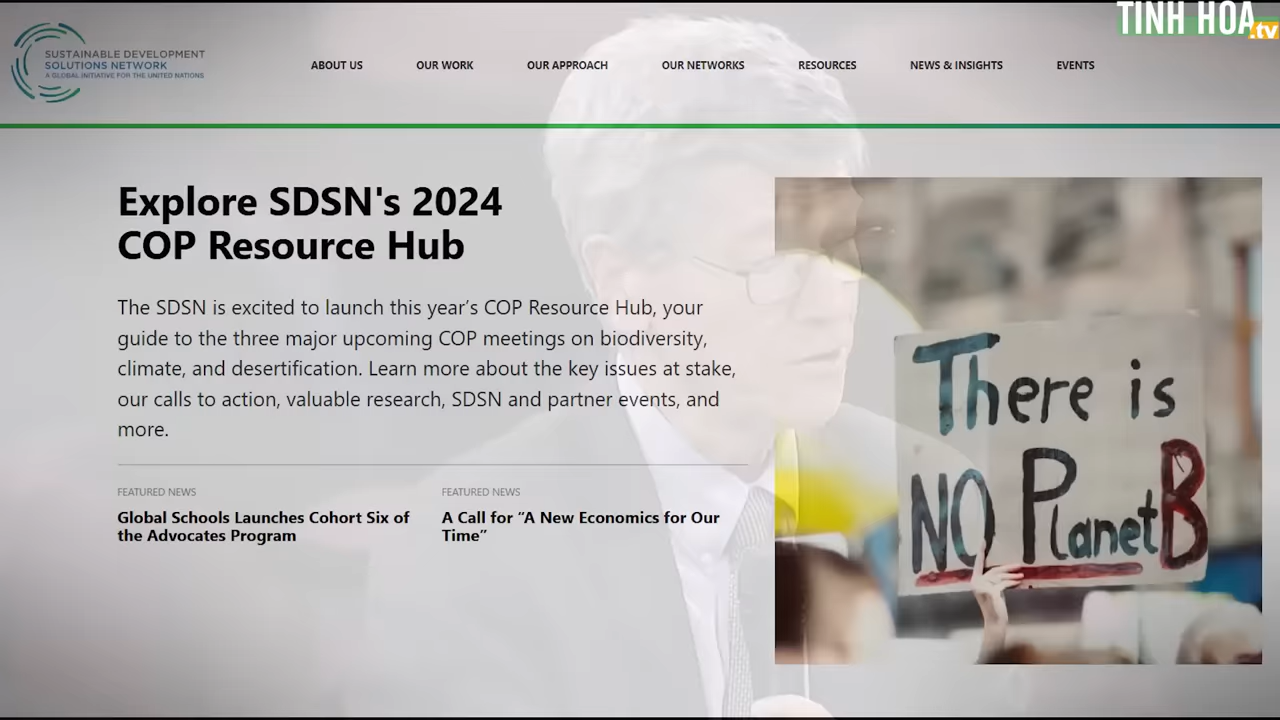 TINH HOA
.tv
SUSTAINABLE DEVELOPMENT
SOLUTIONS NETWORK
A GLOBAL INITIATIVE FOR THE UNITED NATIONS
ABOUT US
OUR WORK
OUR APPROACH
OUR NETWORKS
RESOURCES
NEWS & INSIGHTS
EVENTS
Explore SDSN's 2024
COP Resource Hub
The SDSN is excited to launch this year’s COP Resource Hub, your
guide to the three major upcoming COP meetings on biodiversity,
climate, and desertification. Learn more about the key issues at stake,
our calls to action, valuable research, SDSN and partner events, and
more.
FEATURED NEWS
Global Schools Launches Cohort Six of
the Advocates Program
FEATURED NEWS
A Call for “A New Economics for Our
Time”
There is
NO Planet B